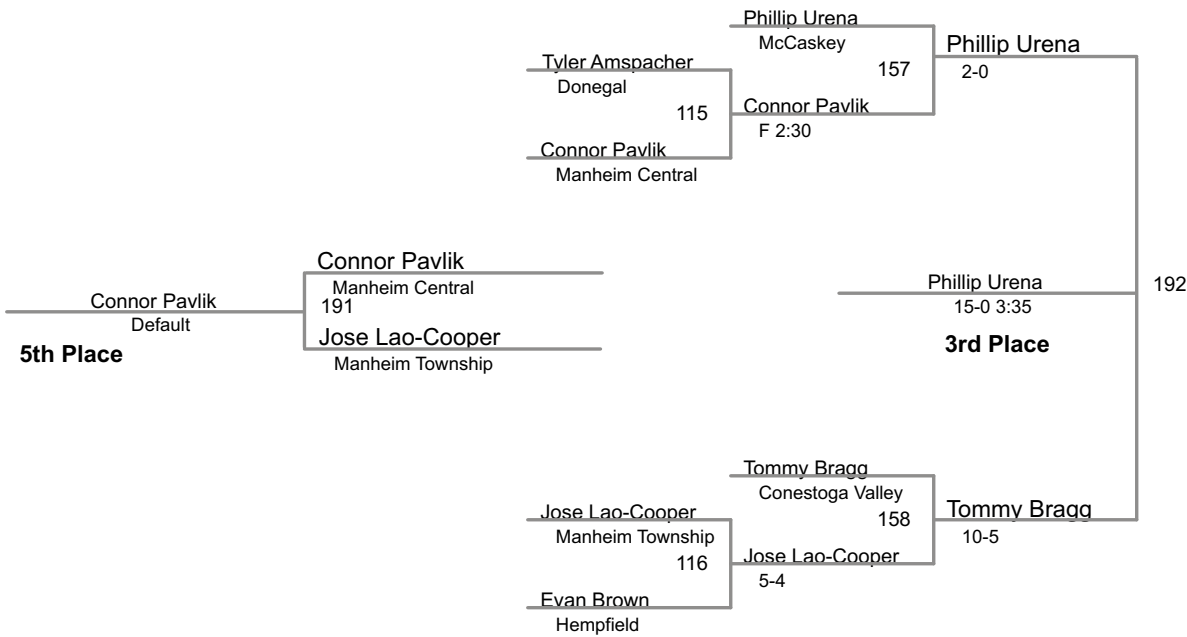 Phillip Urena
McCaskey
Phillip Urena
Tyler Amspacher
157
2-0
Donegal
115
Connor Pavlik
F 2:30
Connor Pavlik
Manheim Central
Connor Pavlik
Manheim Central
Connor Pavlik
191
Default
Jose Lao-Cooper
5th Place
Manheim Township
Phillip Urena
192
15-0 3:35
3rd Place
Tommy Bragg
Conestoga Valley
Jose Lao-Cooper
158
Tommy Bragg
Manheim Township
10-5
116
Jose Lao-Cooper
5-4
Evan Brown
Hempfield